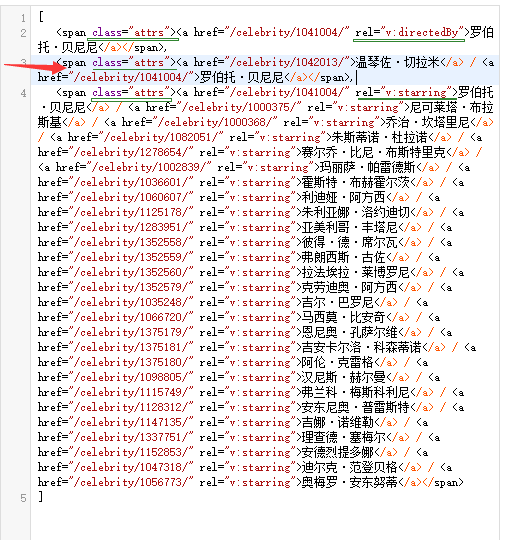 1 [
2 <span class="attrs"><a href="/celebrity/1041004/" rel="v:directedBy">罗伯
托·贝尼尼</a></span>,
3 <span class="attrs"><a href="/celebrity/1042013/">温琴佐·切拉米</a> / <a
href="/celebrity/1041004/">罗伯托·贝尼尼</a></span>,
4 <span class="attrs"><a href="/celebrity/1041004/" rel="v:starring">罗伯托
·贝尼尼</a> / <a href="/celebrity/1000375/" rel="v:starring">尼可莱塔·布拉
斯基</a> / <a href="/celebrity/1000368/" rel="v:starring">乔治·坎塔里尼</a>
/ <a href="/celebrity/1082051/" rel="v:starring">朱斯蒂诺·杜拉诺</a> / <a
href="/celebrity/1278654/" rel="v:starring">赛尔乔·比尼·布斯特里克</a> /
<a href="/celebrity/1002839/" rel="v:starring">玛丽萨·帕雷德斯</a> / <a
href="/celebrity/1036601/" rel="v:starring">霍斯特·布赫霍尔茨</a> / <a
href="/celebrity/1060607/" rel="v:starring">利迪娅·阿方西</a> / <a
href="/celebrity/1125178/" rel="v:starring">朱利亚娜·洛约迪切</a> / <a
href="/celebrity/1283951/" rel="v:starring">亚美利哥·丰塔尼</a> / <a
href="/celebrity/1352558/" rel="v:starring">彼得·德·席尔瓦</a> / <a
href="/celebrity/1352559/" rel="v:starring">弗朗西斯·古佐</a> / <a
href="/celebrity/1352560/" rel="v:starring">拉法埃拉·莱博罗尼</a> / <a
href="/celebrity/1352579/" rel="v:starring">克劳迪奥·阿方西</a> / <a
href="/celebrity/1035248/" rel="v:starring">吉尔·巴罗尼</a> / <a
href="/celebrity/1066720/" rel="v:starring">马西莫·比安奇</a> / <a
href="/celebrity/1375179/" rel="v:starring">恩尼奥·孔萨尔维</a> / <a
href="/celebrity/1375181/" rel="v:starring">吉安卡尔洛·科森蒂诺</a> / <a
href="/celebrity/1375180/" rel="v:starring">阿伦·克雷格</a> / <a
href="/celebrity/1098805/" rel="v:starring">汉尼斯·赫尔曼</a> / <a
href="/celebrity/1115749/" rel="v:starring">弗兰科·梅斯科利尼</a> / <a
href="/celebrity/1128312/" rel="v:starring">安东尼奥·普雷斯特</a> / <a
href="/celebrity/1147135/" rel="v:starring">吉娜·诺维勒</a> / <a
href="/celebrity/1337751/" rel="v:starring">理查德·塞梅尔</a> / <a
href="/celebrity/1152853/" rel="v:starring">安德烈提多娜</a> / <a
href="/celebrity/1047318/" rel="v:starring">迪尔克·范登贝格</a> / <a
href="/celebrity/1056773/" rel="v:starring">奥梅罗·安东努蒂</a></span>
5 ]